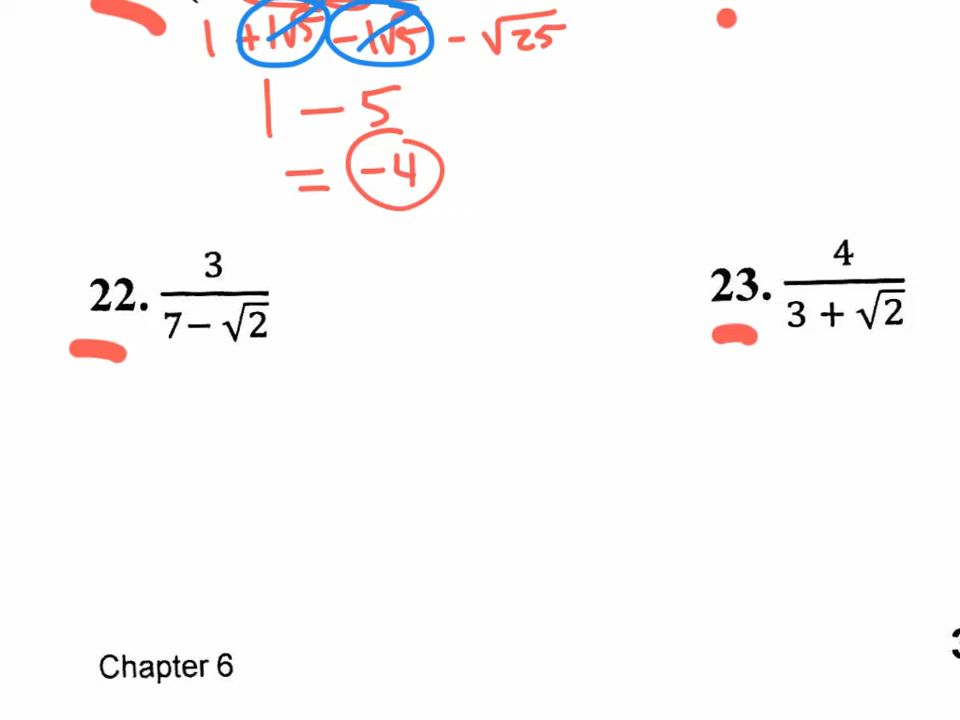 1 +1√5 -1√5 - √25
1 - 5
= -4
22. 3/(7- √2)
23. 4/(3 + √2)
Chapter 6